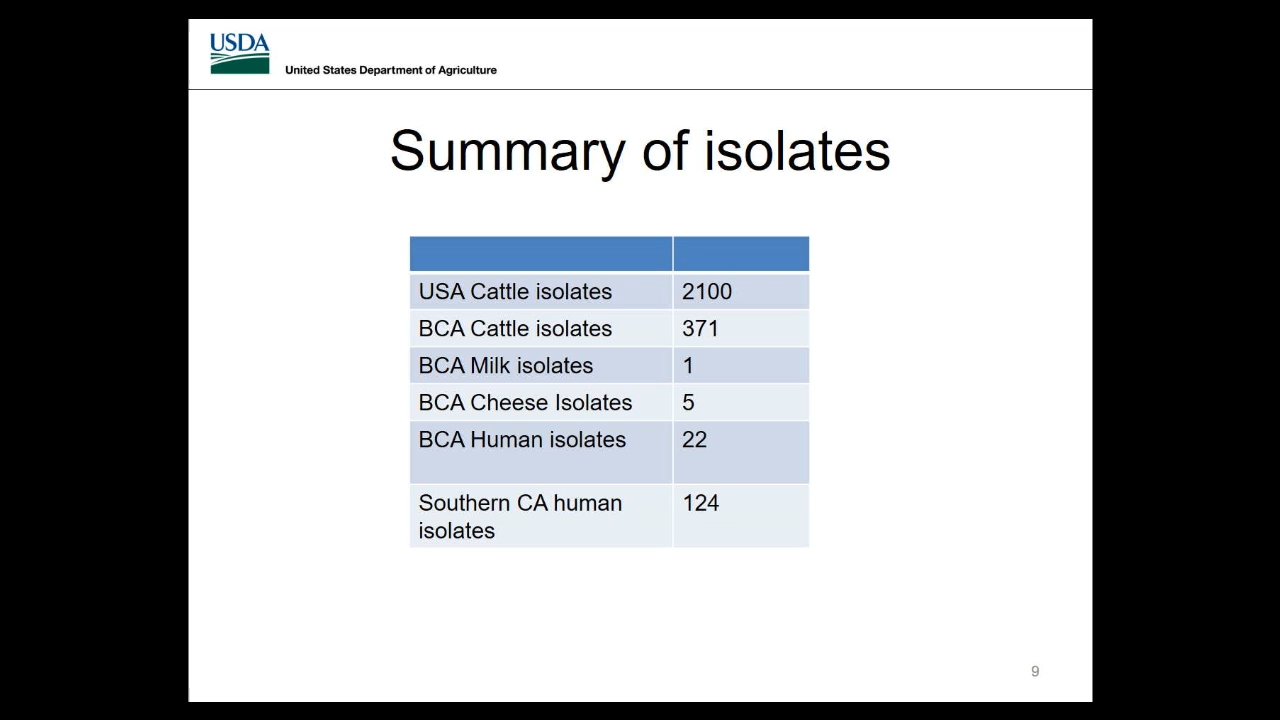 USDA
United States Department of Agriculture
Summary of isolates
USA Cattle isolates 2100
BCA Cattle isolates 371
BCA Milk isolates 1
BCA Cheese Isolates 5
BCA Human isolates 22
Southern CA human 124
isolates
9